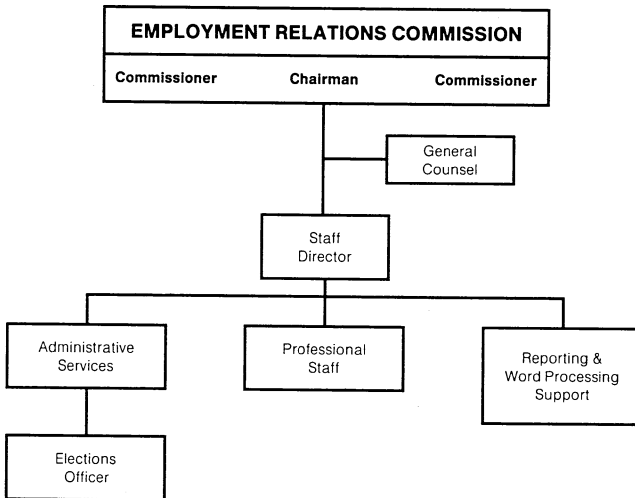 EMPLOYMENT RELATIONS COMMISSION
Commissioner Chairman Commissioner
General
Counsel
Staff
Director
Administrative
Services
Professional
Staff
Reporting &
Word Processing
Support
Elections
Officer